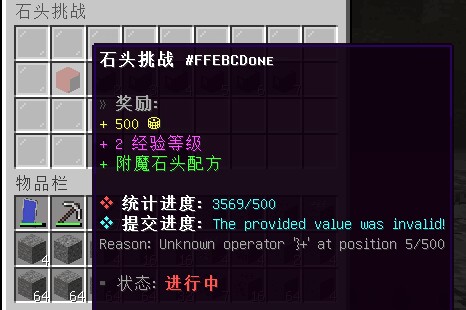 石头挑战
石头挑战 #FFEBCDone
» 奖励:
+ 500
+ 2 经验等级
+ 附魔石头配方
❖ 统计进度: 3569/500
❖ 提交进度: The provided value was invalid!
Reason: Unknown operator '}+' at position 5/500
状态: 进行中
物品栏
4
64 64